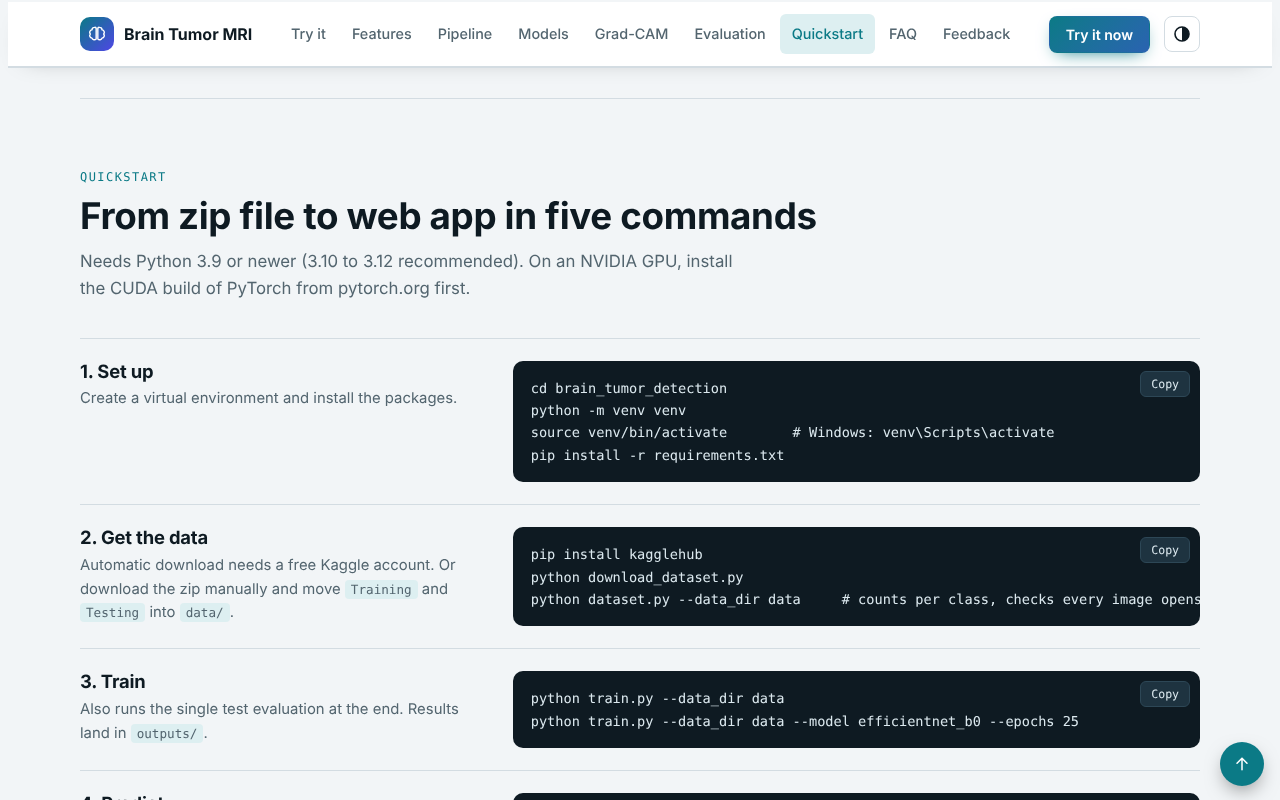 Brain Tumor MRI
Try it
Features
Pipeline
Models
Grad-CAM
Evaluation
Quickstart
FAQ
Feedback
Try it now
QUICKSTART
From zip file to web app in five commands
Needs Python 3.9 or newer (3.10 to 3.12 recommended). On an NVIDIA GPU, install
the CUDA build of PyTorch from pytorch.org first.
1. Set up
Create a virtual environment and install the packages.
Copy
cd brain_tumor_detection
python -m venv venv
source venv/bin/activate        # Windows: venv\Scripts\activate
pip install -r requirements.txt
2. Get the data
Automatic download needs a free Kaggle account. Or
download the zip manually and move Training and
Testing into data/.
Copy
pip install kagglehub
python download_dataset.py
python dataset.py --data_dir data     # counts per class, checks every image opens
3. Train
Also runs the single test evaluation at the end. Results
land in outputs/.
Copy
python train.py --data_dir data
python train.py --data_dir data --model efficientnet_b0 --epochs 25